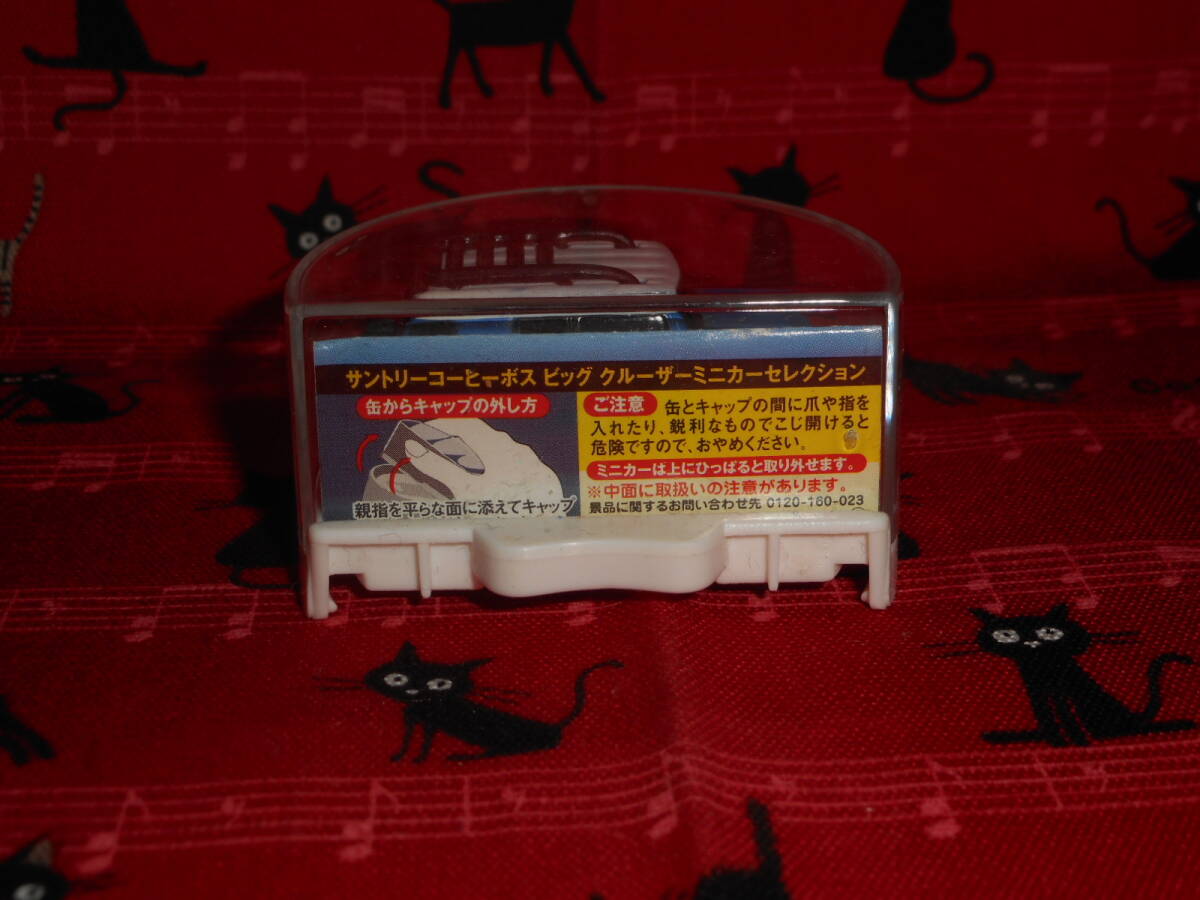 サントリーコーヒーボス ビッグ クルーザーミニカーセレクション
缶からキャップの外し方
親指を平らな面に添えてキャップ
ご注意 缶とキャップの間に爪や指を
入れたり、鋭利なものでこじ開けると
危険ですので、おやめください。
ミニカーは上にひっぱると取り外せます。
※中面に取扱いの注意があります。
景品に関するお問い合わせ先 0120-160-023